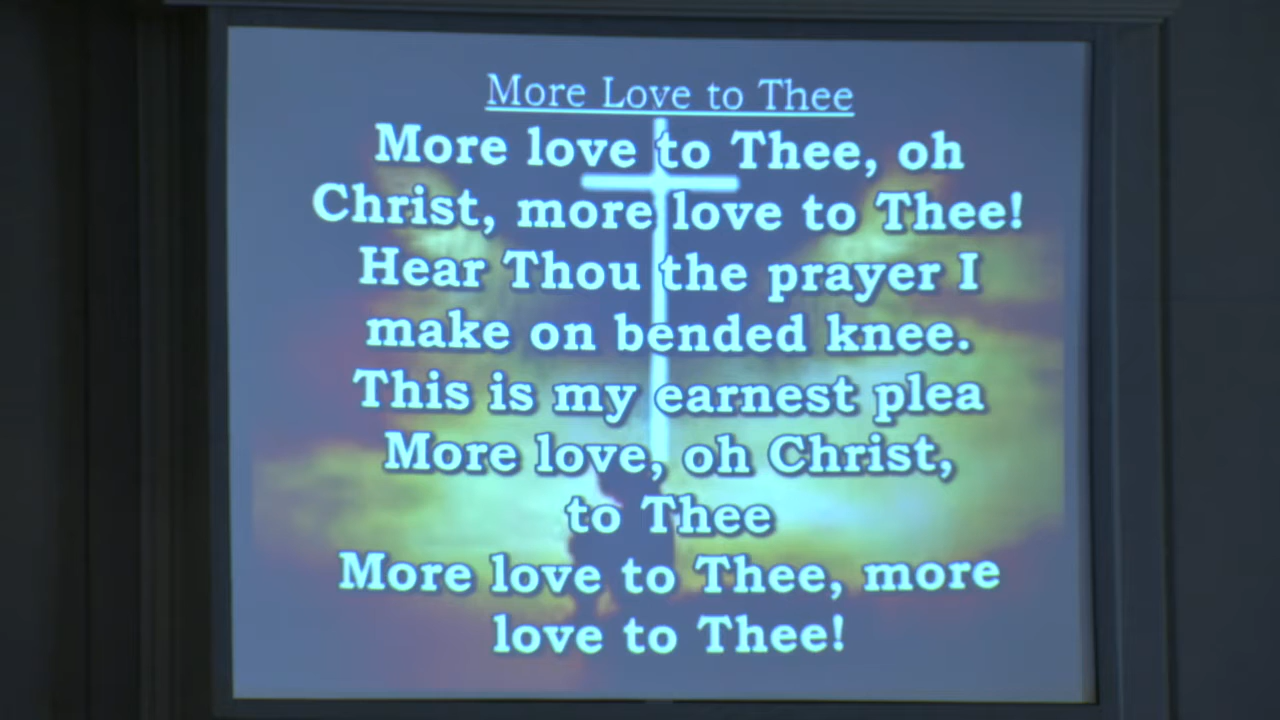 More Love to Thee
More love to Thee, oh
Christ, more love to Thee!
Hear Thou the prayer I
make on bended knee.
This is my earnest plea
More love, oh Christ,
to Thee
More love to Thee, more
love to Thee!